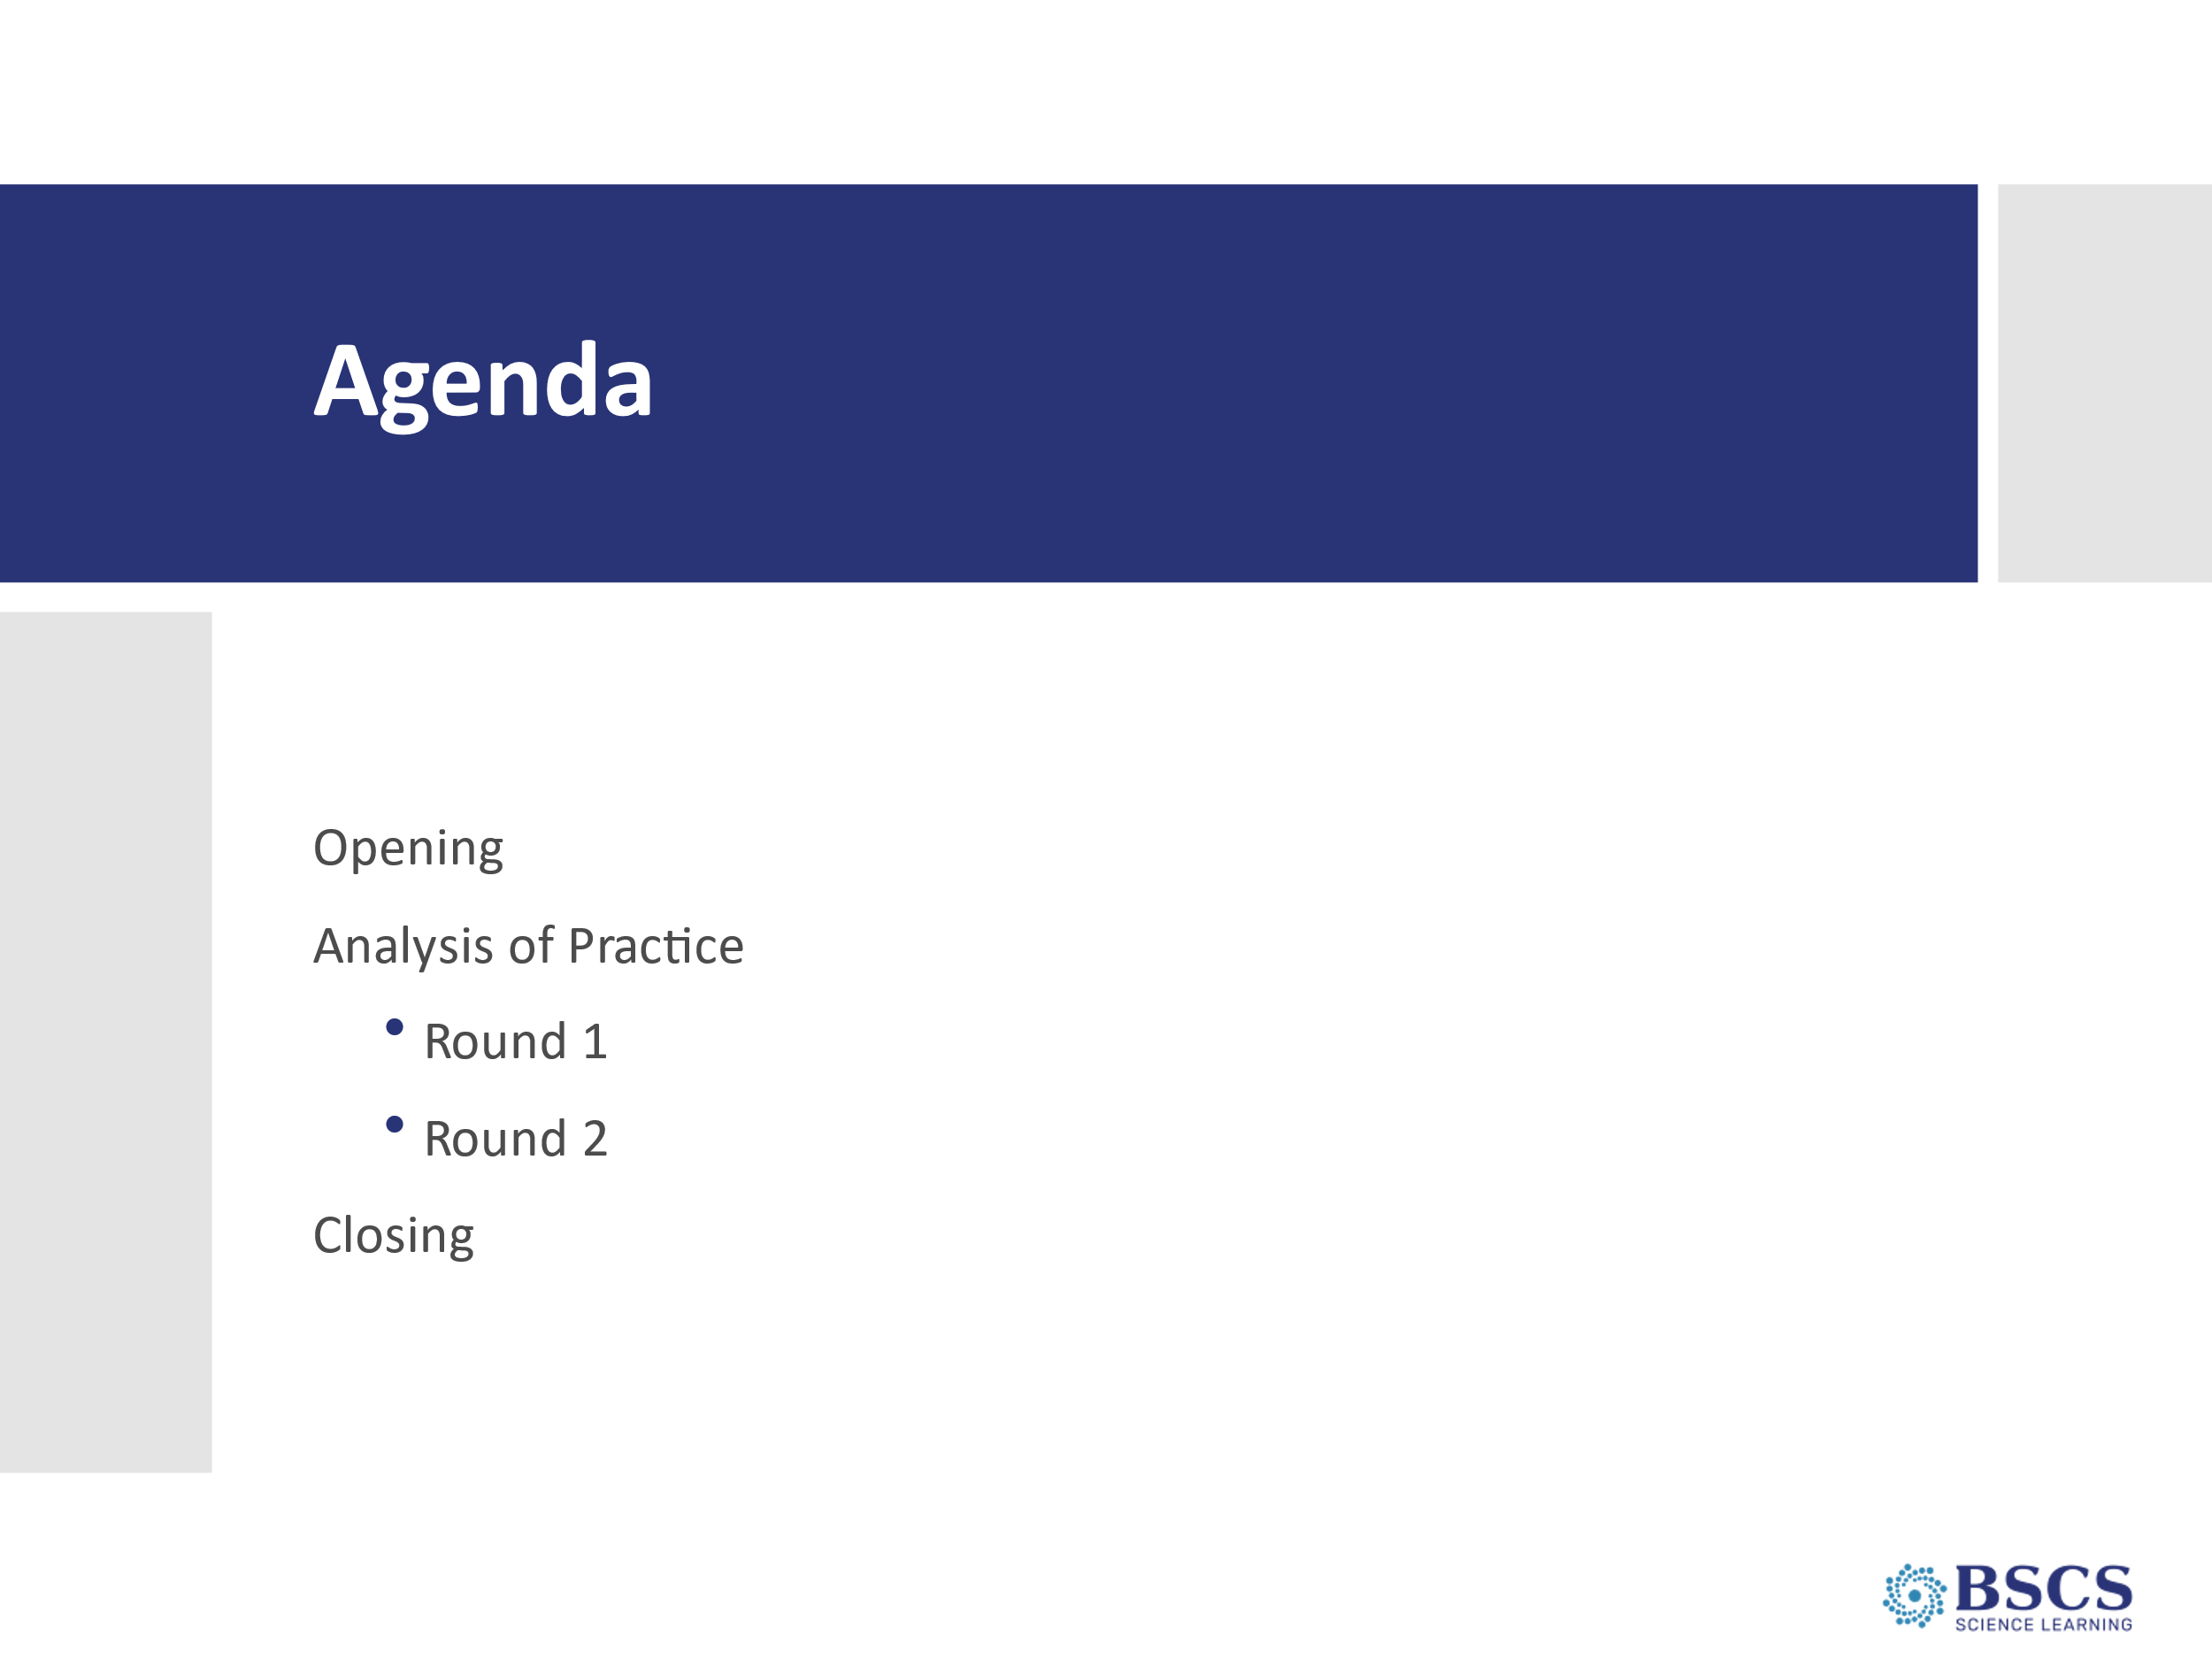 Agenda
Opening
Analysis of Practice
• Round 1
• Round 2
Closing
BSCS
SCIENCE LEARNING